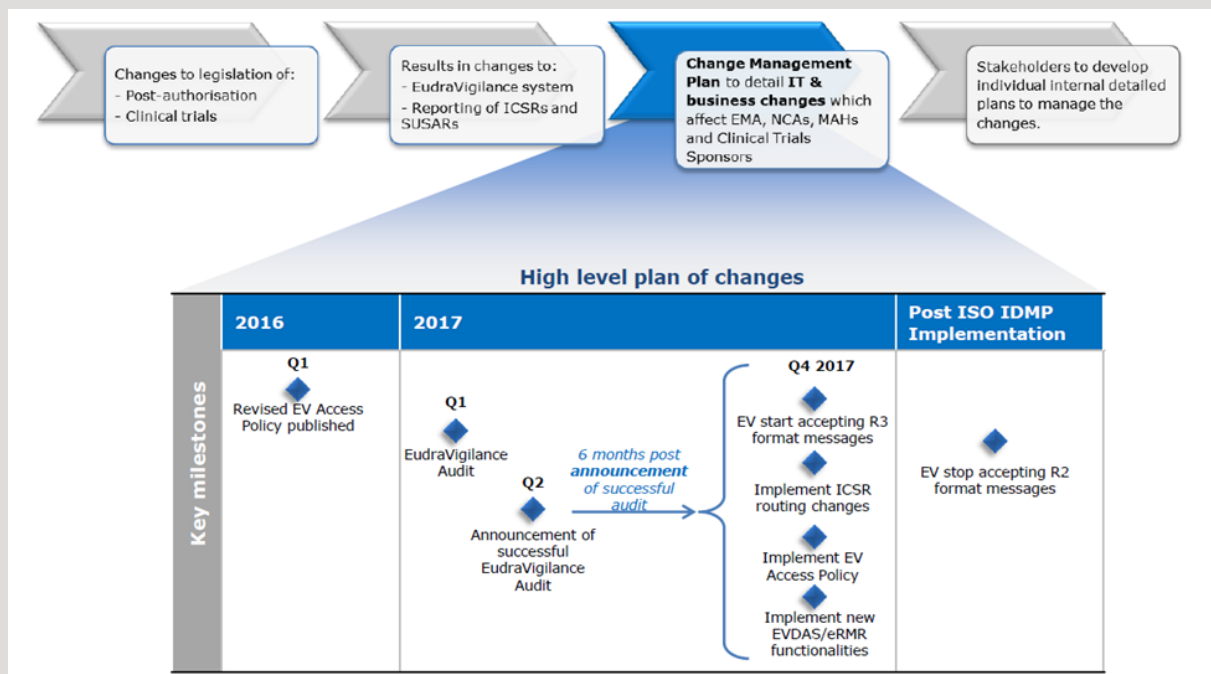 Changes to legislation of:
- Post-authorisation
- Clinical trials
Results in changes to:
- EudraVigilance system
- Reporting of ICSRs and
SUSARs
Change Management
Plan to detail IT &
business changes which
affect EMA, NCAs, MAHs
and Clinical Trials
Sponsors
Stakeholders to develop
individual internal detailed
plans to manage the
changes.
High level plan of changes
Key milestones
2016
2017
Post ISO IDMP
Implementation
Q1
Revised EV Access
Policy published
Q1
EudraVigilance
Audit
Q2
Announcement of
successful
EudraVigilance
Audit
6 months post
announcement
of successful
audit
Q4 2017
EV start accepting R3
format messages
Implement ICSR
routing changes
Implement EV
Access Policy
Implement new
EVDAS/eRMR
functionalities
EV stop accepting R2
format messages